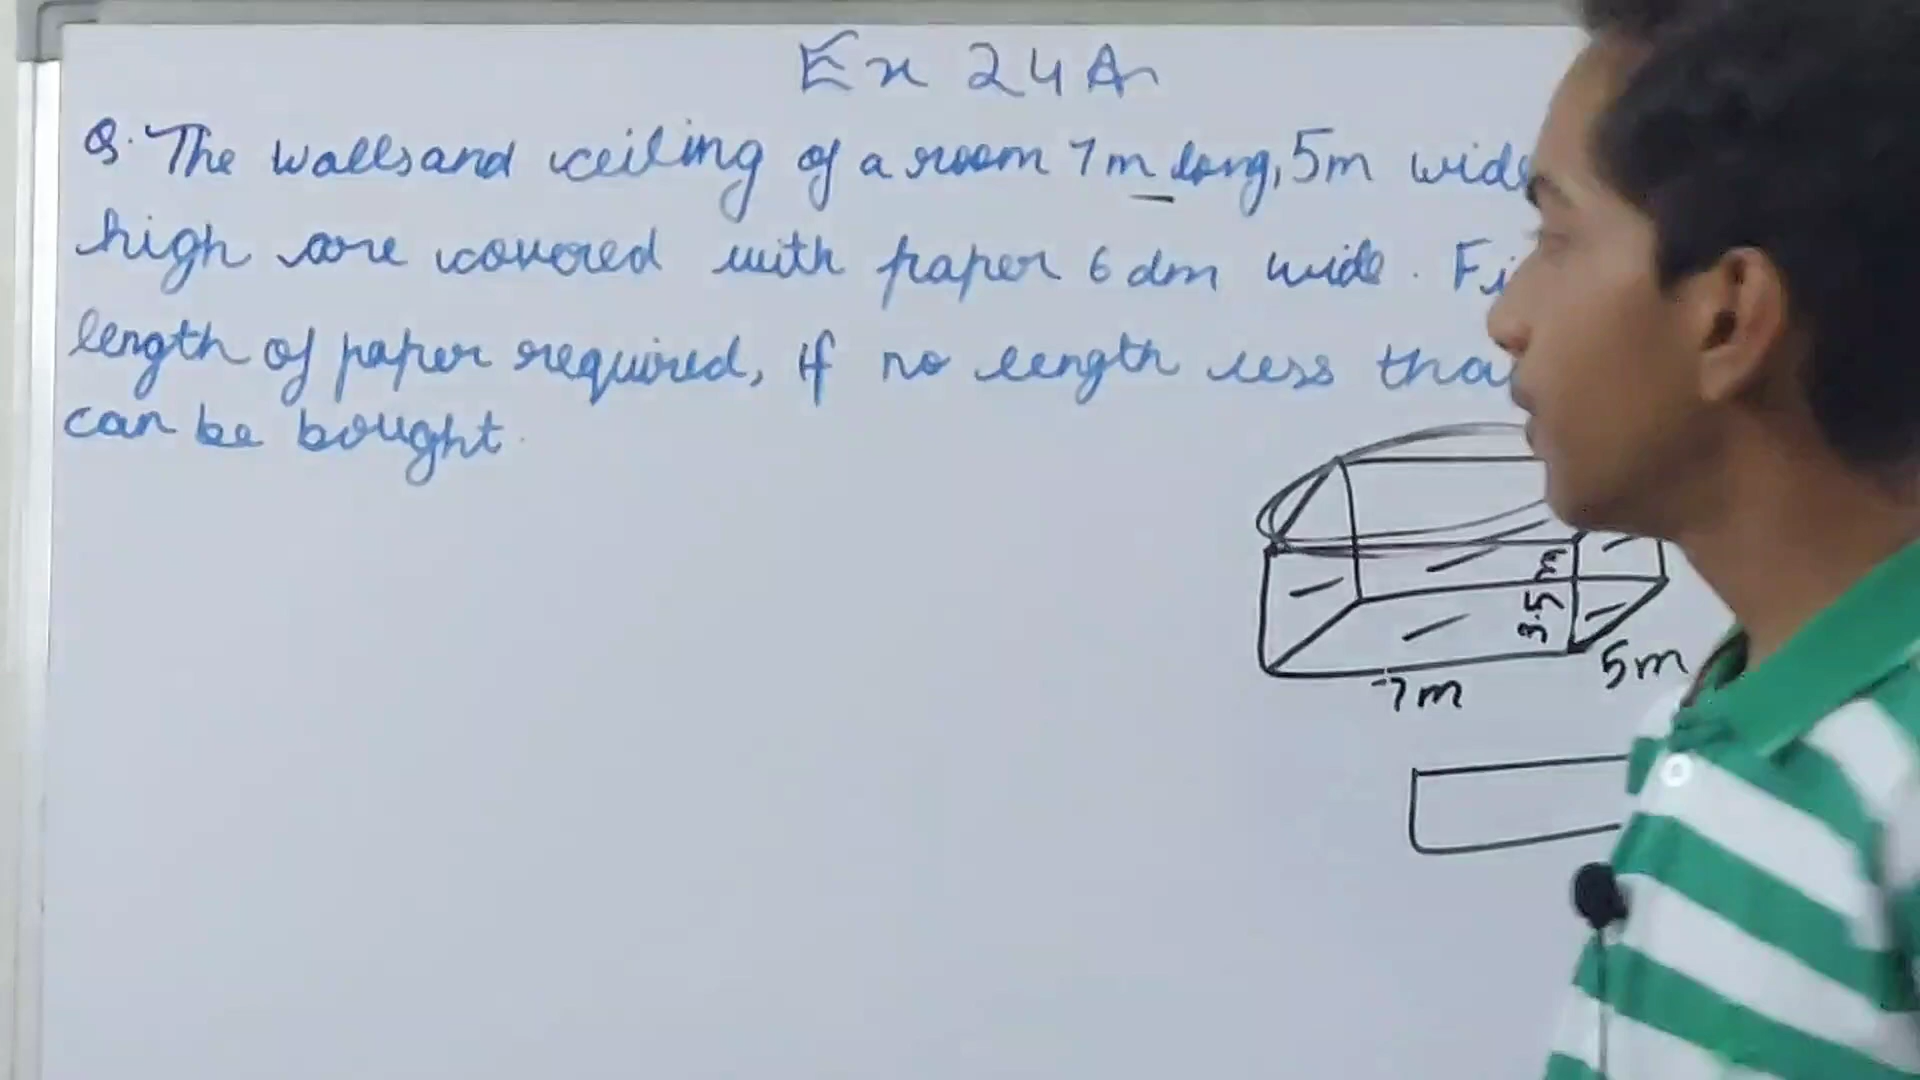 Ex 24A
Q. The walls and ceiling of a room 7m long, 5m wide
high are covered with paper 6 dm wide. Fi
length of paper required, if no length less tha
can be bought.
3.5m
5m
7m